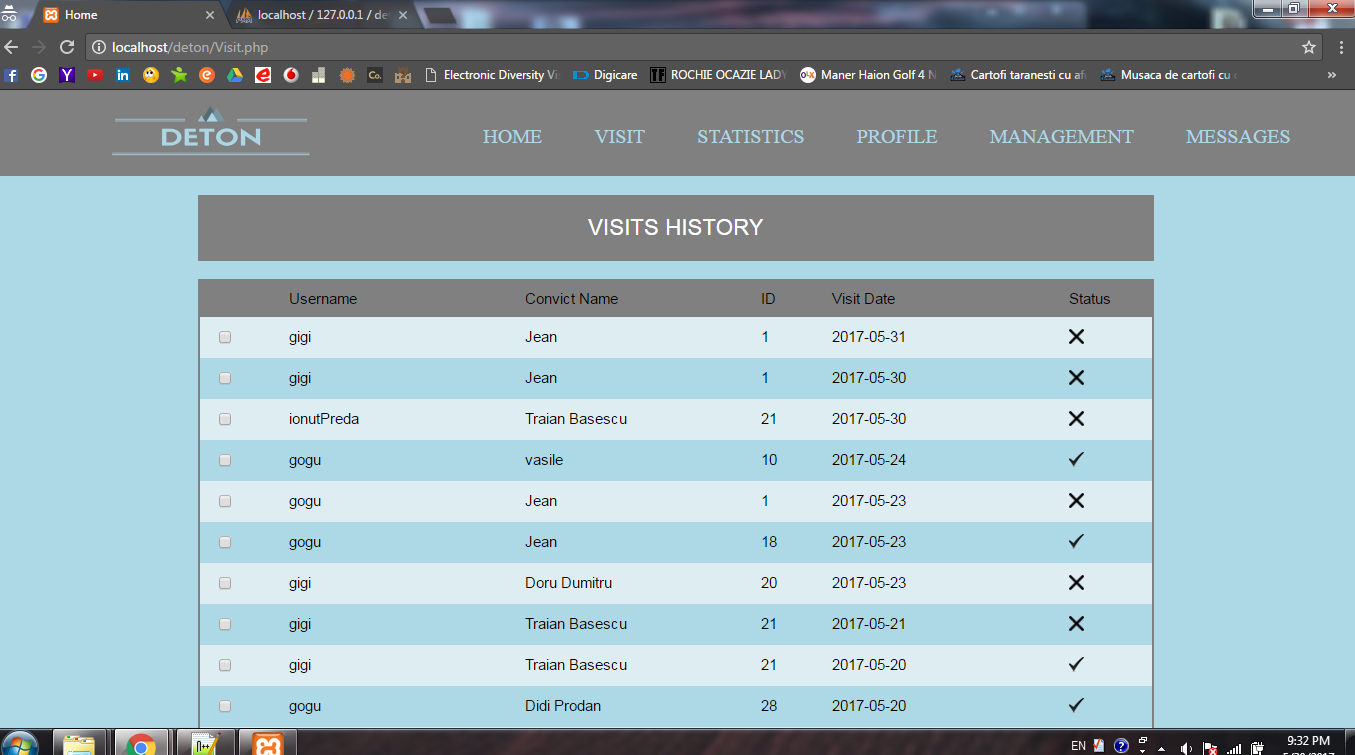 Home
localhost / 127.0.0.1 / de
localhost/deton/Visit.php
Co.
Electronic Diversity Vi
Digicare
TF
ROCHIE OCAZIE LADY
OLX
Maner Haion Golf 4 N
Cartofi taranesti cu af
Musaca de cartofi cu
DETON
HOME
VISIT
STATISTICS
PROFILE
MANAGEMENT
MESSAGES
VISITS HISTORY
Username Convict Name ID Visit Date Status
gigi Jean 1 2017-05-31
gigi Jean 1 2017-05-30
ionutPreda Traian Basescu 21 2017-05-30
gogu vasile 10 2017-05-24
gogu Jean 1 2017-05-23
gogu Jean 18 2017-05-23
gigi Doru Dumitru 20 2017-05-23
gigi Traian Basescu 21 2017-05-21
gigi Traian Basescu 21 2017-05-20
gogu Didi Prodan 28 2017-05-20
EN
9:32 PM